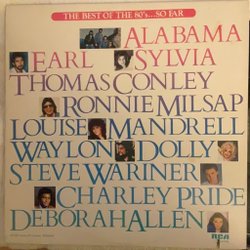 THE BEST OF THE 80's...SO FAR
ALABAMA
EARL SYLVIA
THOMAS CONLEY
RONNIE MILSAP
LOUISE MANDRELL
WAYLON DOLLY
STEVE WARINER
CHARLEY PRIDE
DEBORAH ALLEN
RCA